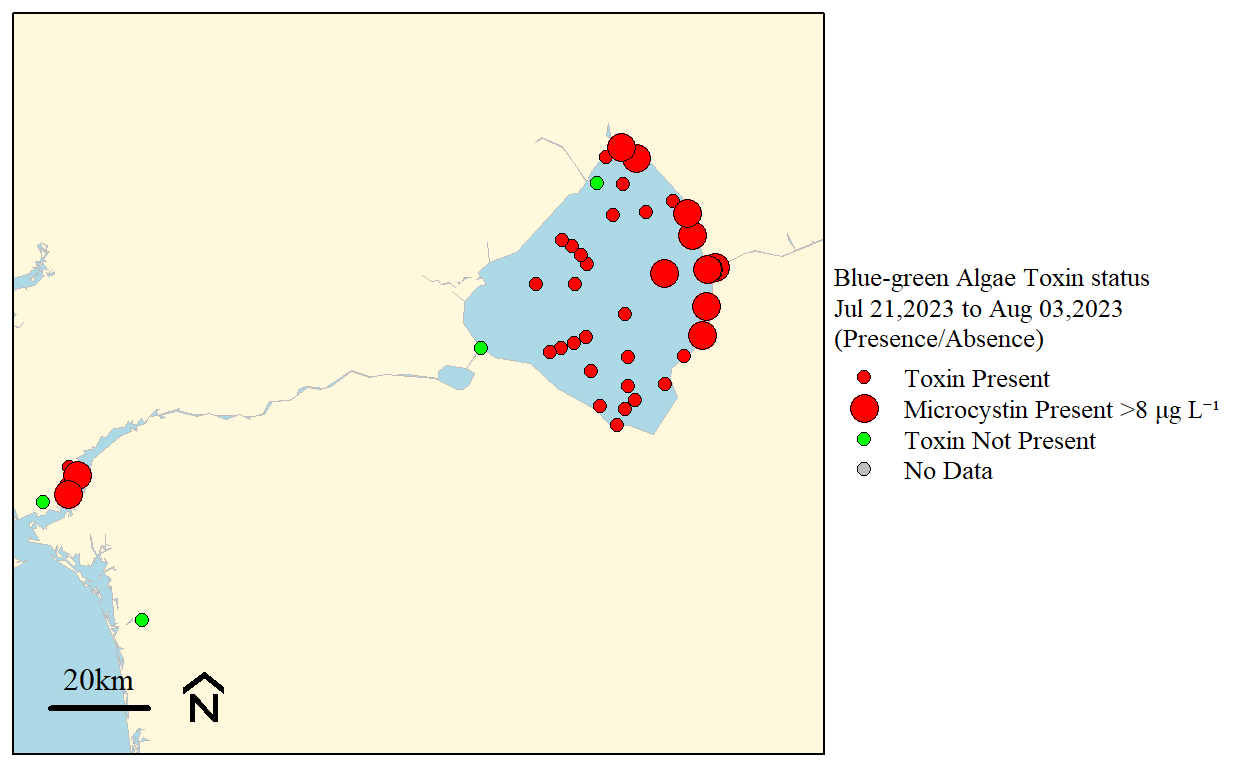 Blue-green Algae Toxin status
Jul 21,2023 to Aug 03,2023
(Presence/Absence)
Toxin Present
Microcystin Present >8 μg L⁻¹
Toxin Not Present
No Data
20km
N